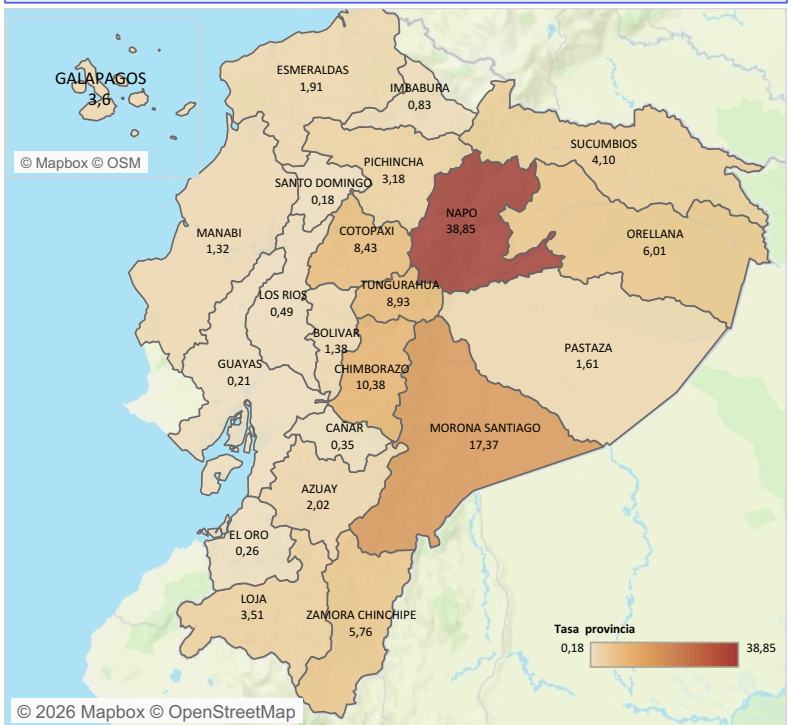 GALAPAGOS
3,6
© Mapbox © OSM
ESMERALDAS
1,91
IMBABURA
0,83
SUCUMBIOS
4,10
PICHINCHA
3,18
SANTO DOMINGO
0,18
NAPO
38,85
MANABI
1,32
COTOPAXI
8,43
ORELLANA
6,01
TUNGURAHUA
8,93
LOS RIOS
0,49
BOLIVAR
1,38
PASTAZA
1,61
GUAYAS
0,21
CHIMBORAZO
10,38
CAÑAR
0,35
MORONA SANTIAGO
17,37
AZUAY
2,02
EL ORO
0,26
LOJA
3,51
ZAMORA CHINCHIPE
5,76
Tasa provincia
0,18 38,85
© 2026 Mapbox © OpenStreetMap